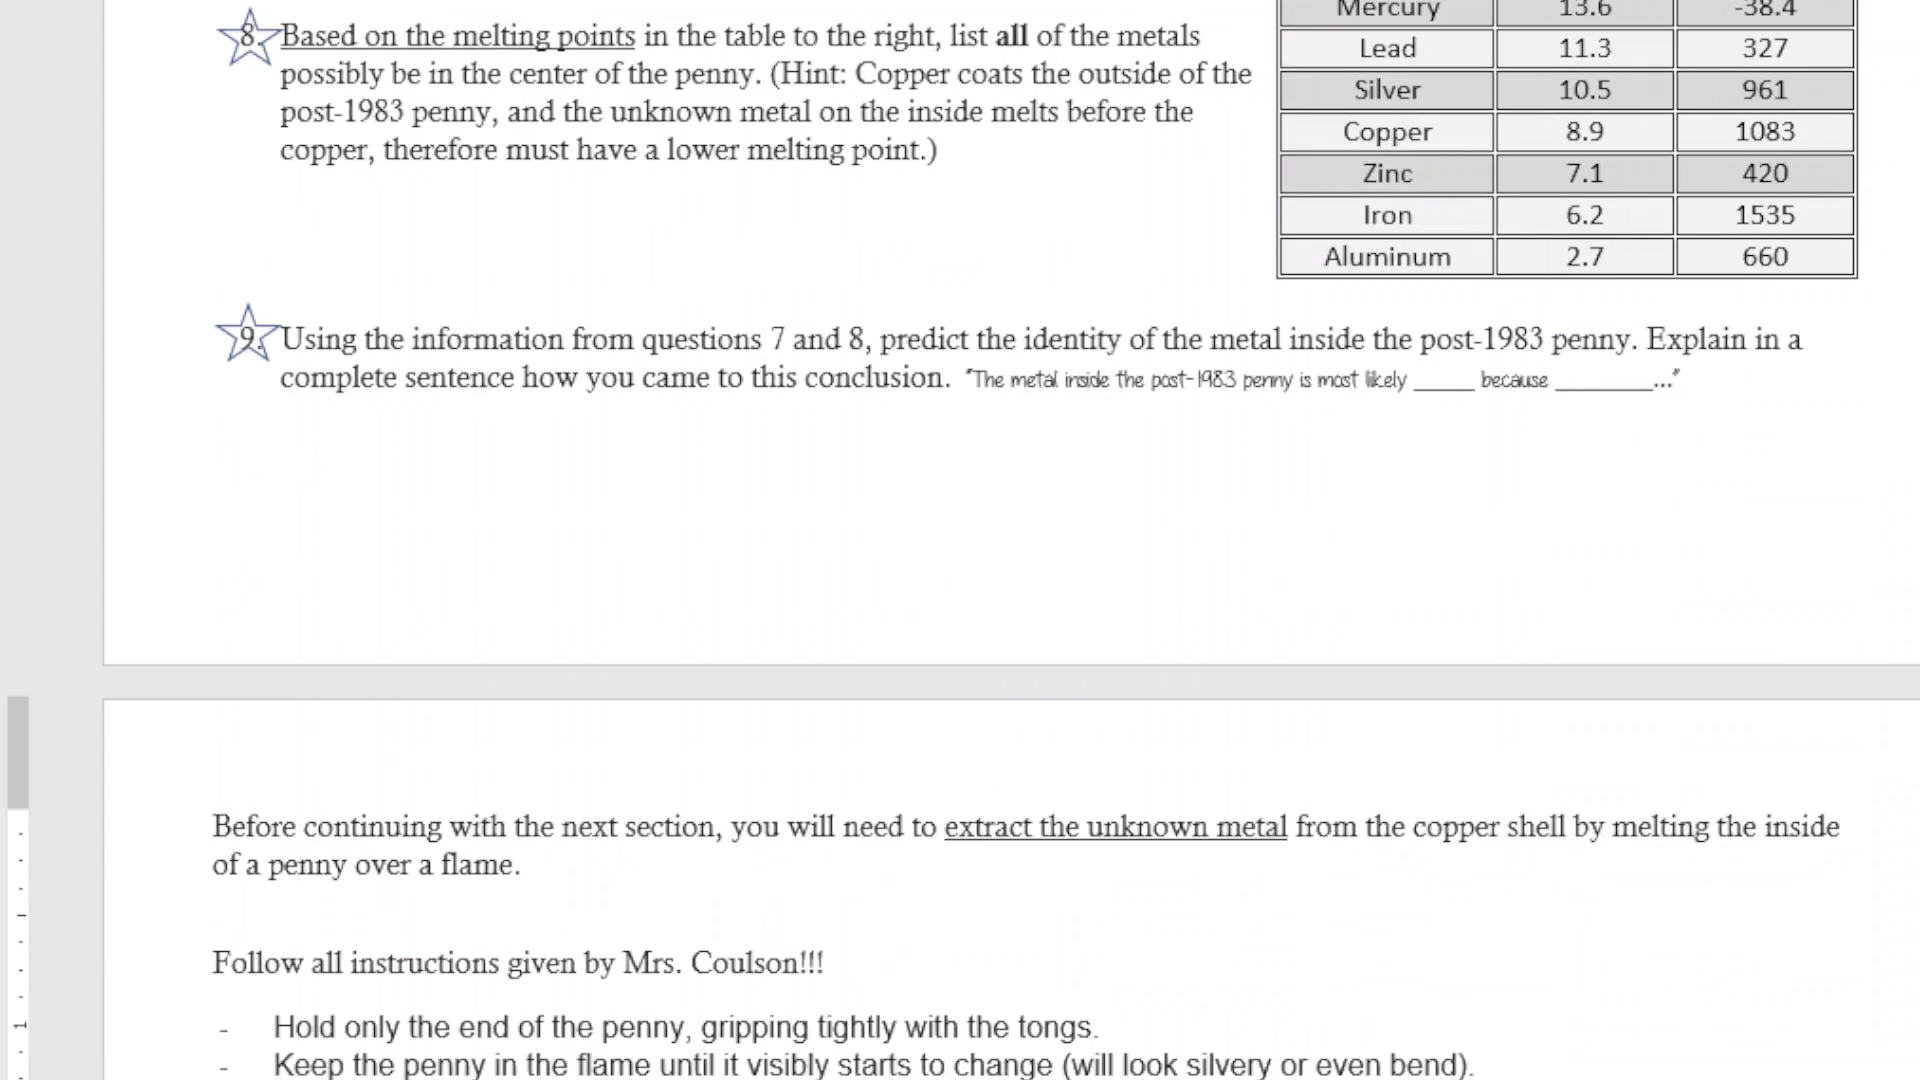 Mercury 13.6 -38.4
8. Based on the melting points in the table to the right, list all of the metals
Lead 11.3 327
possibly be in the center of the penny. (Hint: Copper coats the outside of the
Silver 10.5 961
post-1983 penny, and the unknown metal on the inside melts before the
Copper 8.9 1083
copper, therefore must have a lower melting point.)
Zinc 7.1 420
Iron 6.2 1535
Aluminum 2.7 660
9. Using the information from questions 7 and 8, predict the identity of the metal inside the post-1983 penny. Explain in a
complete sentence how you came to this conclusion. "The metal inside the post-1983 penny is most likely _____ because ________..."
Before continuing with the next section, you will need to extract the unknown metal from the copper shell by melting the inside
of a penny over a flame.
Follow all instructions given by Mrs. Coulson!!!
- Hold only the end of the penny, gripping tightly with the tongs.
- Keep the penny in the flame until it visibly starts to change (will look silvery or even bend).
1